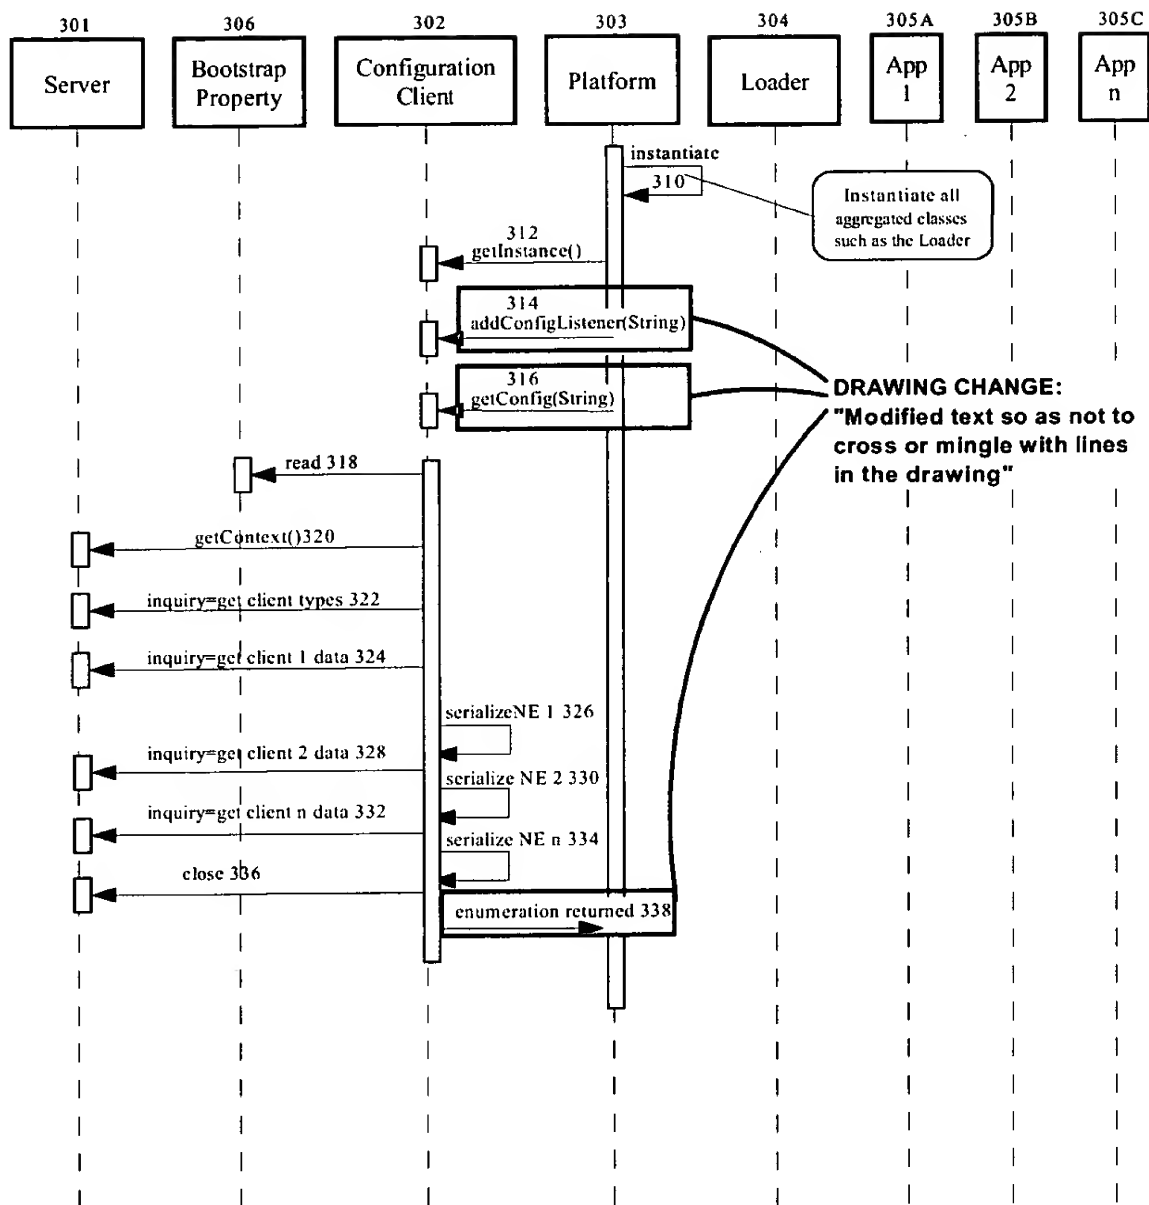 301
306
302
303
304
305A
305B
305C
Server
Bootstrap
Property
Configuration
Client
Platform
Loader
App
1
App
2
App
n
instantiate
310
Instantiate all
aggregated classes
such as the Loader
312
getInstance()
314
addConfigListener(String)
316
getConfig(String)
DRAWING CHANGE:
"Modified text so as not to
cross or mingle with lines
in the drawing"
read 318
getContext()320
inquiry=get client types 322
inquiry=get client 1 data 324
serializeNE 1 326
inquiry=get client 2 data 328
serialize NE 2 330
inquiry=get client n data 332
serialize NE n 334
close 336
enumeration returned 338